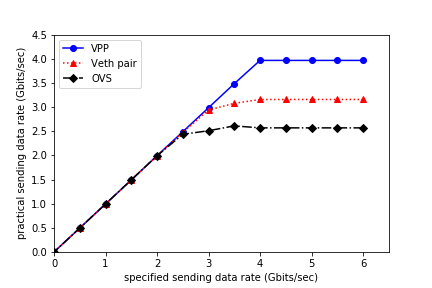 4.5
4.0
3.5
3.0
2.5
2.0
1.5
1.0
0.5
0.0
practical sending data rate (Gbits/sec)
VPP
Veth pair
OVS
0 1 2 3 4 5 6
specified sending data rate (Gbits/sec)